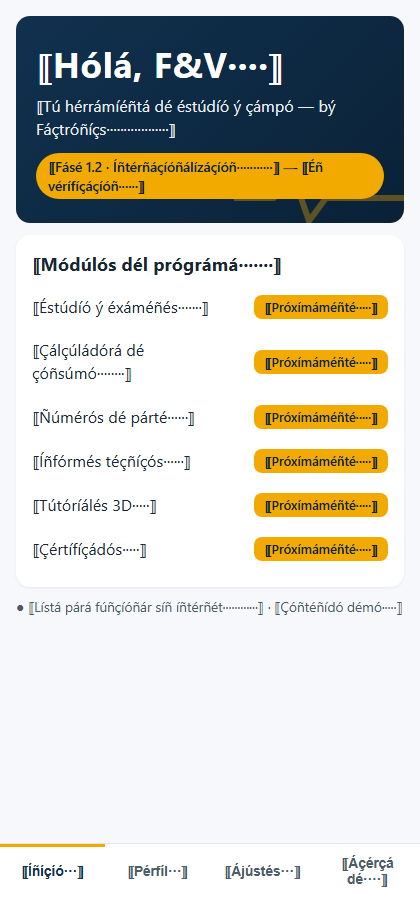 ⟦Hólá, F&V····⟧
⟦Tú hérrámíéñtá dé éstúdíó ý çámpó — bý
Fáçtróñíçs··················⟧
⟦Fásé 1.2 · Íñtérñáçíóñálízáçíóñ···········⟧ — ⟦Éñ
vérífíçáçíóñ······⟧
⟦Módúlós dél prógrámá·······⟧
⟦Éstúdíó ý éxáméñés·······⟧ ⟦Próxímáméñté·····⟧
⟦Çálçúládórá dé
çóñsúmó········⟧ ⟦Próxímáméñté·····⟧
⟦Ñúmérós dé párté······⟧ ⟦Próxímáméñté·····⟧
⟦Íñfórmés téçñíçós······⟧ ⟦Próxímáméñté·····⟧
⟦Tútóríálés 3D·····⟧ ⟦Próxímáméñté·····⟧
⟦Çértífíçádós·····⟧ ⟦Próxímáméñté·····⟧
● ⟦Lístá párá fúñçíóñár síñ íñtérñét············⟧ · ⟦Çóñtéñídó démó·····⟧
⟦Íñíçíó···⟧ ⟦Pérfíl···⟧ ⟦Ájústés···⟧ ⟦Áçérçá
dé····⟧